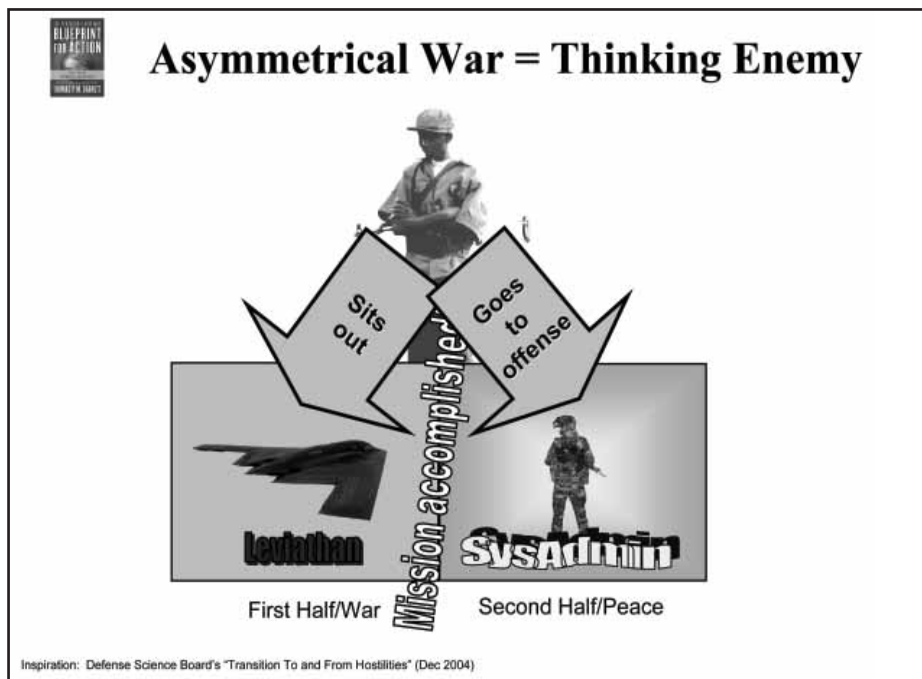 BLUEPRINT
FOR ACTION
Asymmetrical War = Thinking Enemy
Sits
out
Goes
to
offense
Mission accomplished
Leviathan
SysAdmin
First Half/War
Second Half/Peace
Inspiration: Defense Science Board's "Transition To and From Hostilities" (Dec 2004)